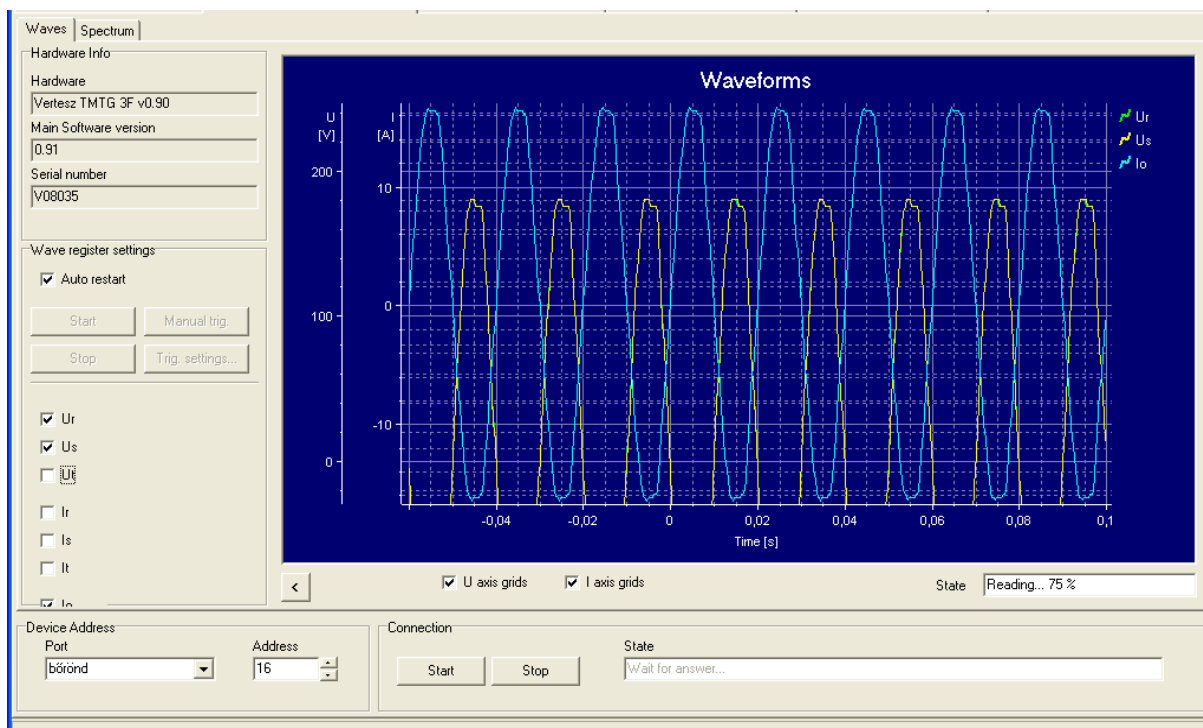 Waves Spectrum
Hardware Info
Hardware
Vertesz TMTG 3F v0.90
Main Software version
0.91
Serial number
V08035
Wave register settings
Auto restart
Start Manual trig.
Stop Trig. settings...
Ur
Us
Ut
Ir
Is
It
Io
Waveforms
U I
[V] [A]
200
10
0
100
-10
0
-0,04 -0,02 0 0,02 0,04 0,06 0,08 0,1
Time [s]
Ur
Us
Io
< U axis grids I axis grids State Reading... 75 %
Device Address
Port Address
bőrönd 16
Connection
State
Start Stop Wait for answer...